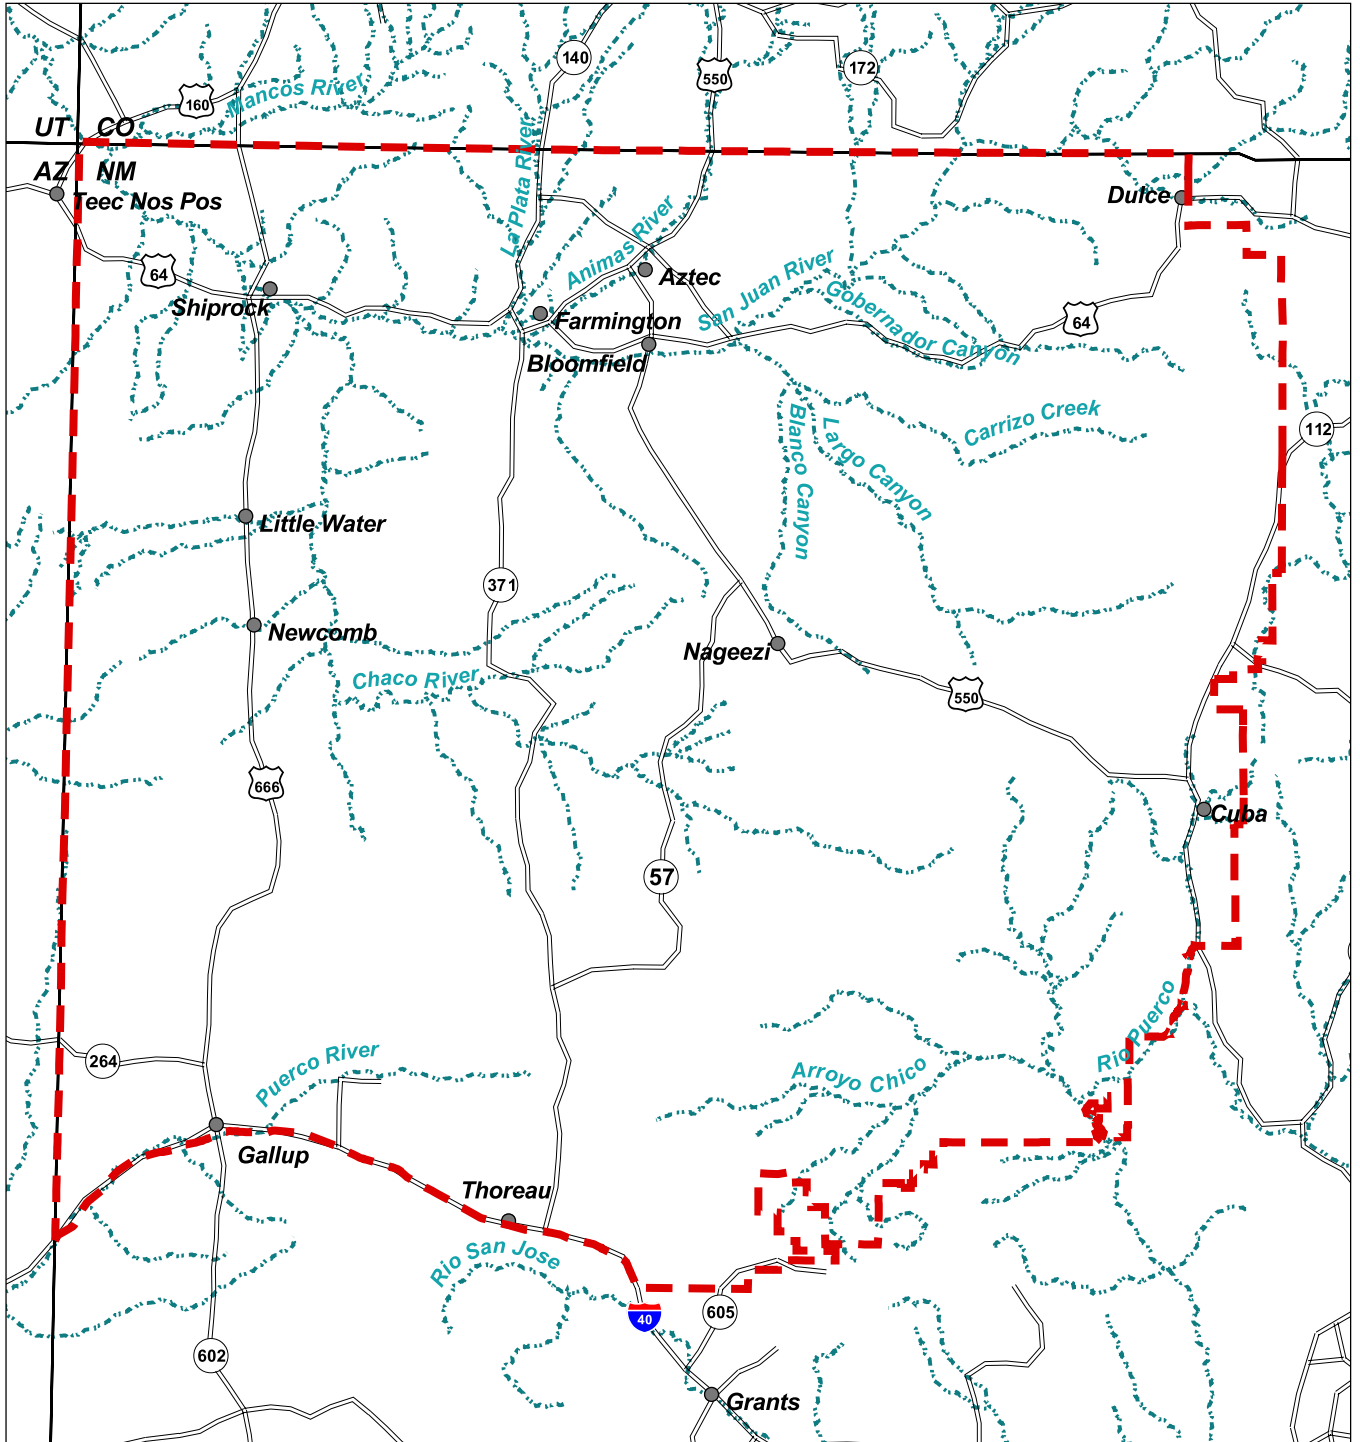 140
550
172
160
Mancos River
UT
CO
La Plata River
AZ
NM
Teec Nos Pos
Dulce
Animas River
64
Aztec
San Juan River
Shiprock
Gobernador Canyon
Farmington
64
Bloomfield
Blanco Canyon
Largo Canyon
Carrizo Creek
112
Little Water
371
Newcomb
Nageezi
Chaco River
550
666
Cuba
57
Rio Puerco
264
Puerco River
Arroyo Chico
Gallup
Thoreau
Rio San Jose
40
605
602
Grants